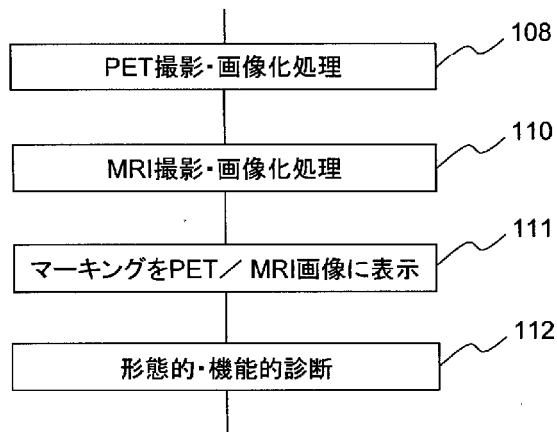 108
PET撮影・画像化処理
110
MRI撮影・画像化処理
111
マーキングをPET／MRI画像に表示
112
形態的・機能的診断